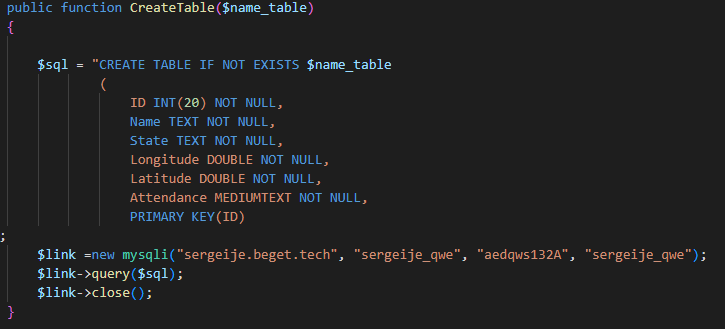 public function CreateTable($name_table)
{
$sql = "CREATE TABLE IF NOT EXISTS $name_table
(
ID INT(20) NOT NULL,
Name TEXT NOT NULL,
State TEXT NOT NULL,
Longitude DOUBLE NOT NULL,
Latitude DOUBLE NOT NULL,
Attendance MEDIUMTEXT NOT NULL,
PRIMARY KEY(ID)
;
$link =new mysqli("sergeije.beget.tech", "sergeije_qwe", "aedqws132A", "sergeije_qwe");
$link->query($sql);
$link->close();
}